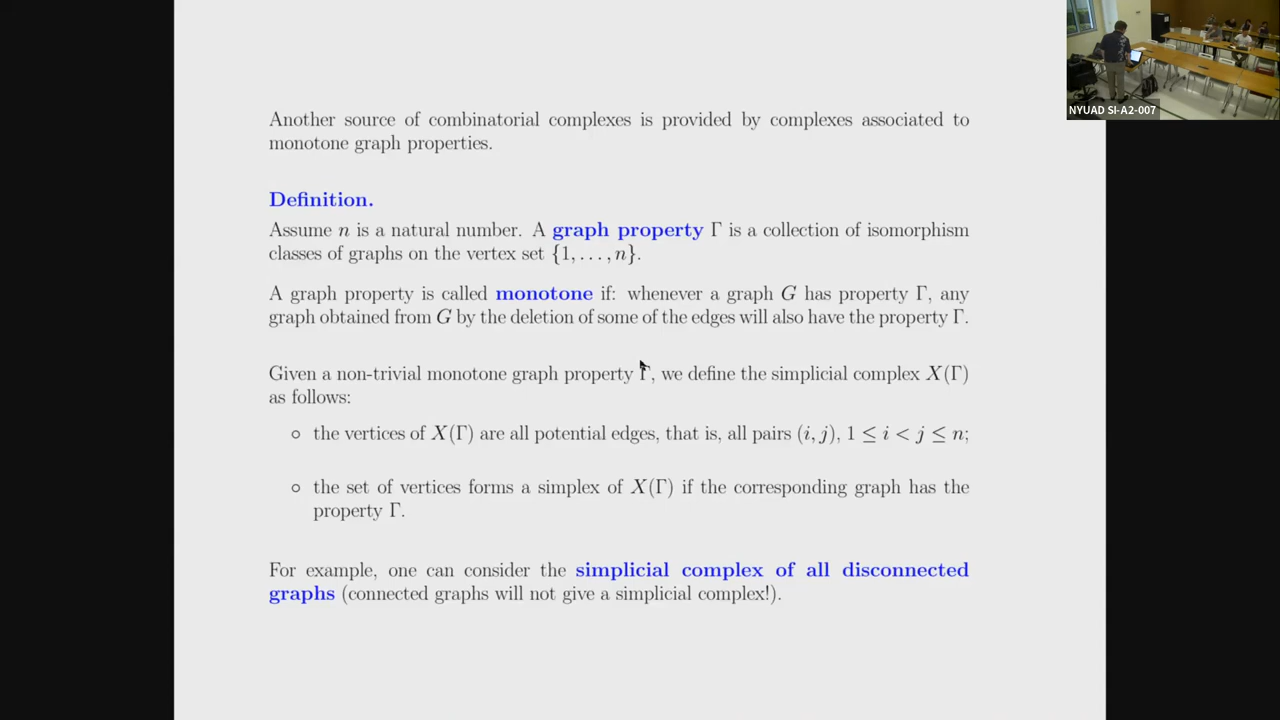 Another source of combinatorial complexes is provided by complexes associated to
monotone graph properties.
Definition.
Assume n is a natural number. A graph property Γ is a collection of isomorphism
classes of graphs on the vertex set {1, . . . , n}.
A graph property is called monotone if: whenever a graph G has property Γ, any
graph obtained from G by the deletion of some of the edges will also have the property Γ.
Given a non-trivial monotone graph property Γ, we define the simplicial complex X(Γ)
as follows:
◦ the vertices of X(Γ) are all potential edges, that is, all pairs (i, j), 1 ≤ i < j ≤ n;
◦ the set of vertices forms a simplex of X(Γ) if the corresponding graph has the
property Γ.
For example, one can consider the simplicial complex of all disconnected
graphs (connected graphs will not give a simplicial complex!).
NYUAD SI-A2-007